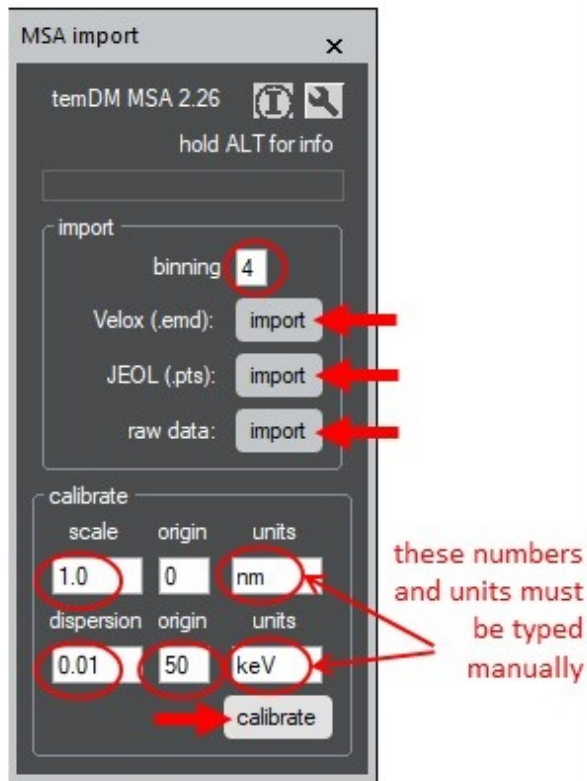 MSA import
x
temDM MSA 2.26
hold ALT for info
import
binning 4
Velox (.emd): import
JEOL (.pts): import
raw data: import
calibrate
scale origin units
1.0 0 nm
dispersion origin units
0.01 50 keV
calibrate
these numbers
and units must
be typed
manually